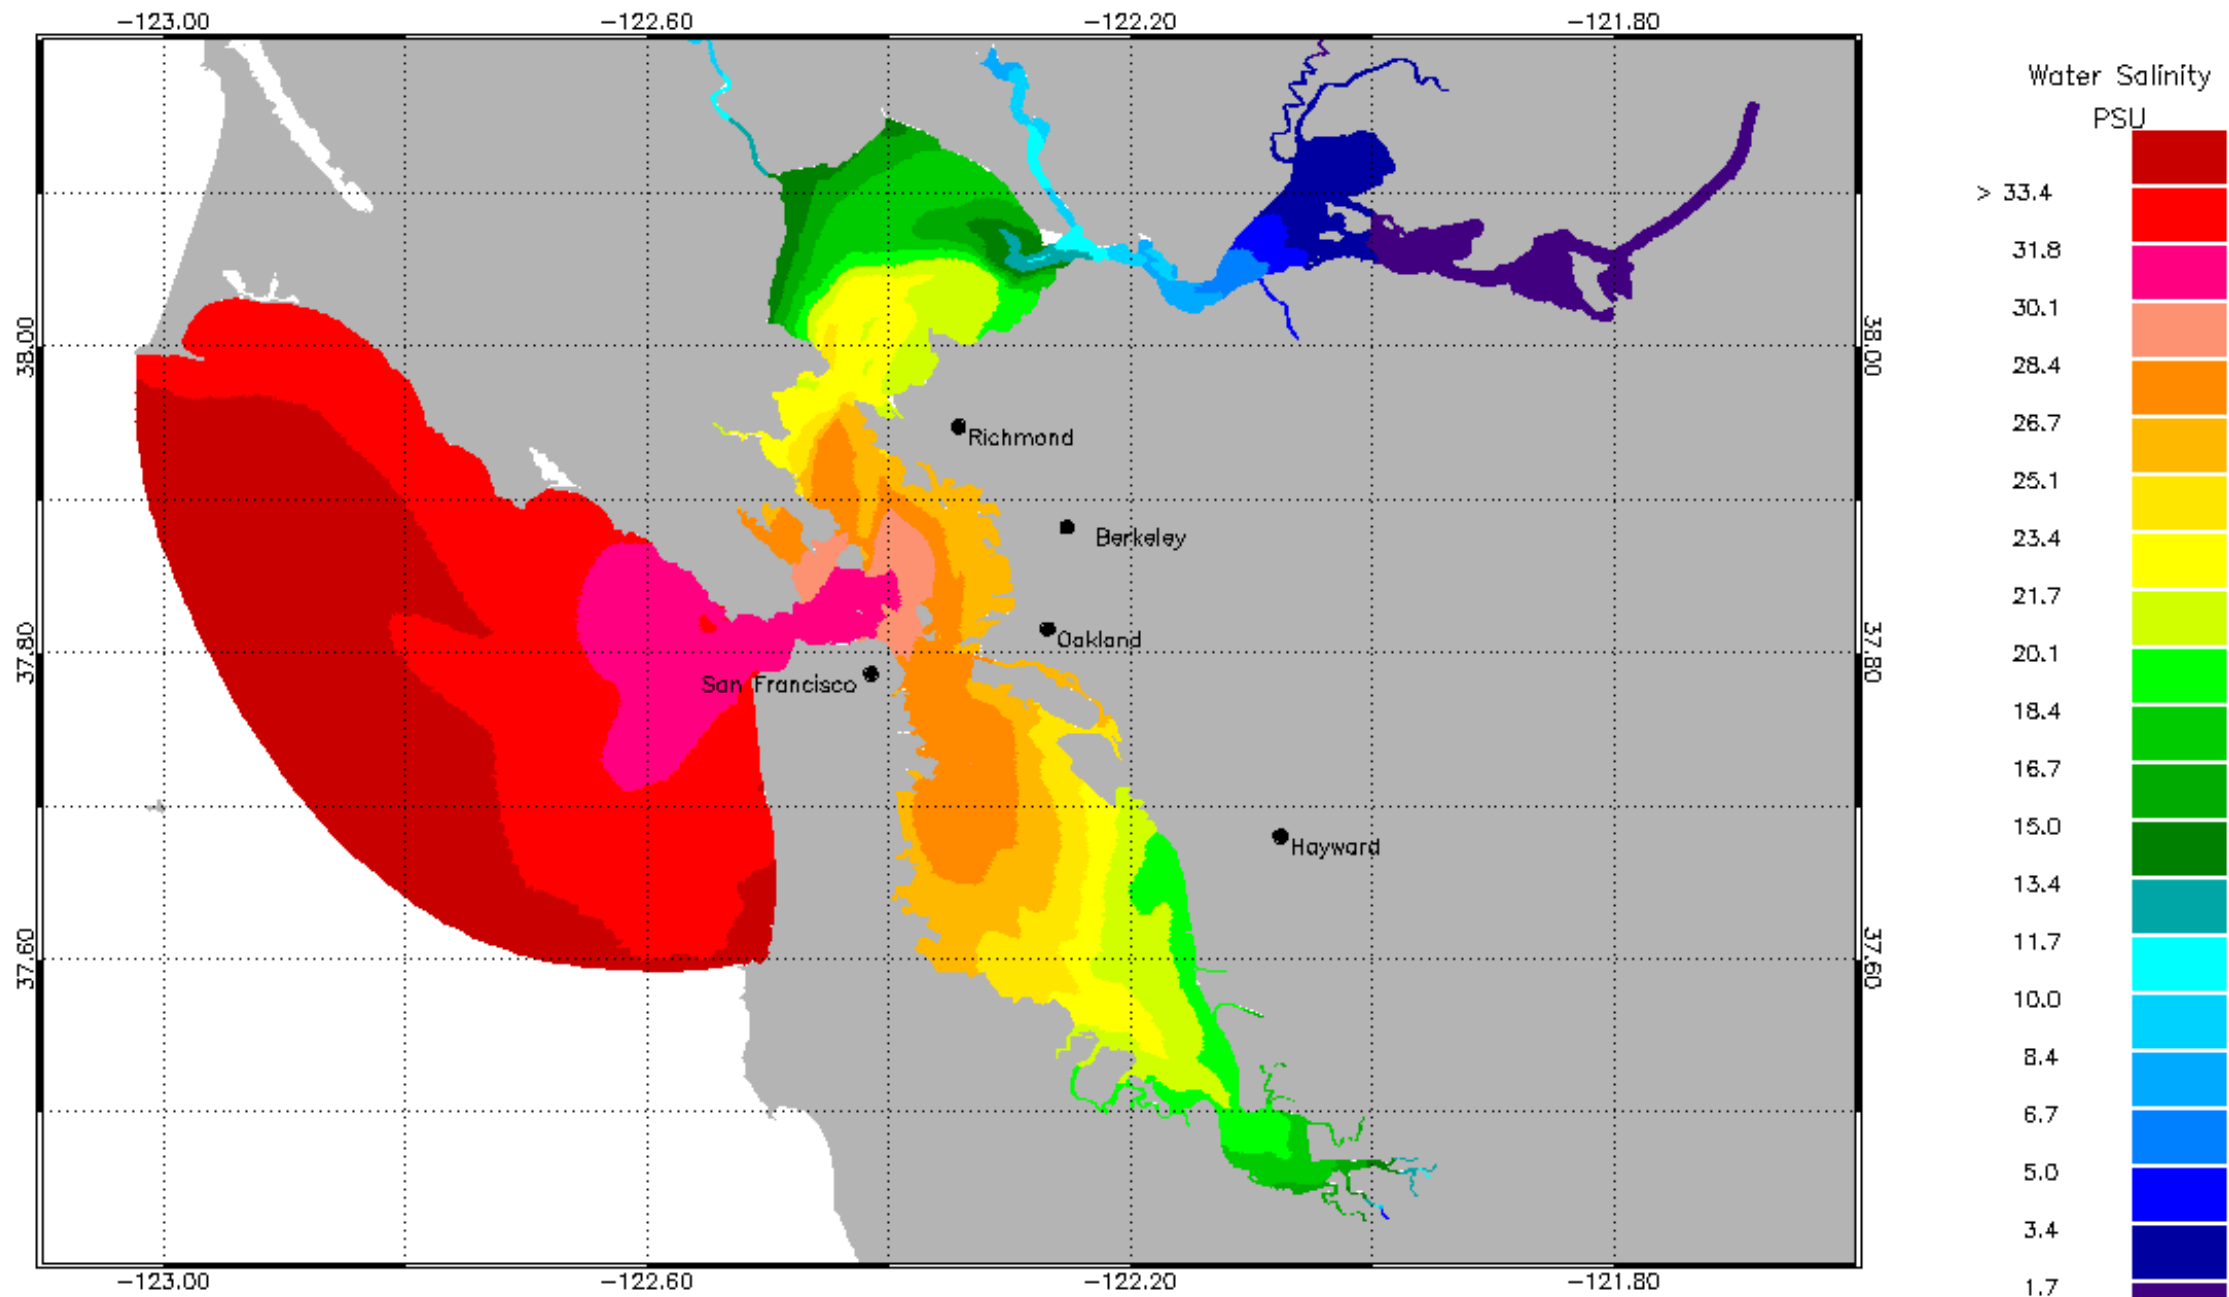 -123.00 -122.60 -122.20 -121.80
Water Salinity
PSU
> 33.4
31.8
30.1
28.4
26.7
25.1
23.4
21.7
20.1
18.4
16.7
15.0
13.4
11.7
10.0
8.4
6.7
5.0
3.4
1.7
38.00 38.00
Richmond
Berkeley
Oakland
37.80 37.80
San Francisco
Hayward
37.60 37.60
-123.00 -122.60 -122.20 -121.80